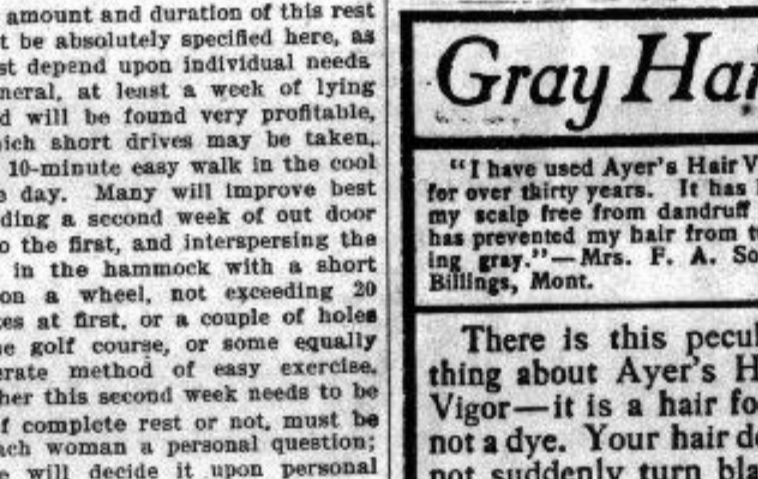 amount and duration of this rest
t be absolutely specified here, as
st depend upon individual needs
neral, at least a week of lying
d will be found very profitable,
ich short drives may be taken,
10-minute easy walk in the cool
e day. Many will improve best
ding a second week of out door
o the first, and interspersing the
in the hammock with a short
on a wheel, not exceeding 20
es at first, or a couple of holes
e golf course, or some equally
erate method of easy exercise.
her this second week needs to be
f complete rest or not, must be
ach woman a personal question;
e will decide it upon personal
Gray Hai
"I have used Ayer's Hair V
for over thirty years. It has
my scalp free from dandruff
has prevented my hair from t
ing gray."—Mrs. F. A. So
Billings, Mont.
There is this pecul
thing about Ayer's H
Vigor—it is a hair fo
not a dye. Your hair d
not suddenly turn bla